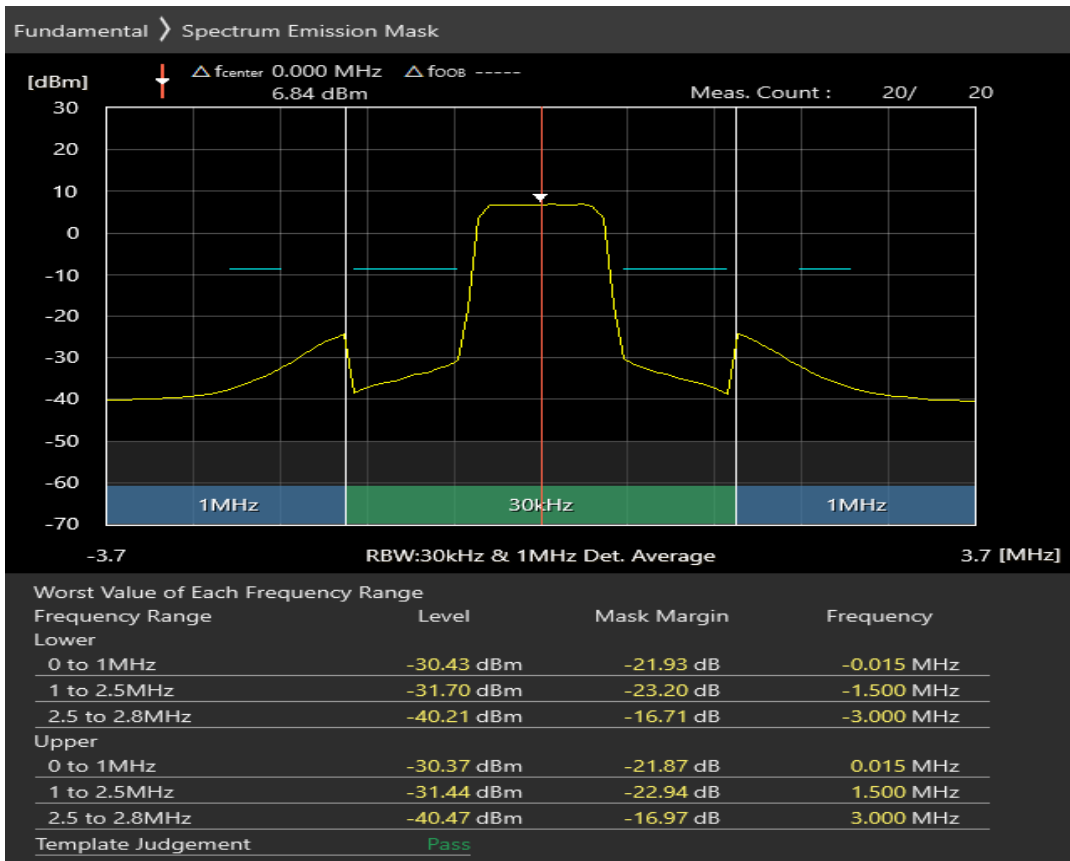 Fundamental 〉 Spectrum Emission Mask
[dBm] △ fcenter 0.000 MHz △ fOOB -----
6.84 dBm Meas. Count : 20/ 20
30
20
10
0
-10
-20
-30
-40
-50
-60
-70
1MHz 30kHz 1MHz
-3.7 RBW:30kHz & 1MHz Det. Average 3.7 [MHz]
Worst Value of Each Frequency Range
Frequency Range Level Mask Margin Frequency
Lower
0 to 1MHz -30.43 dBm -21.93 dB -0.015 MHz
1 to 2.5MHz -31.70 dBm -23.20 dB -1.500 MHz
2.5 to 2.8MHz -40.21 dBm -16.71 dB -3.000 MHz
Upper
0 to 1MHz -30.37 dBm -21.87 dB 0.015 MHz
1 to 2.5MHz -31.44 dBm -22.94 dB 1.500 MHz
2.5 to 2.8MHz -40.47 dBm -16.97 dB 3.000 MHz
Template Judgement Pass